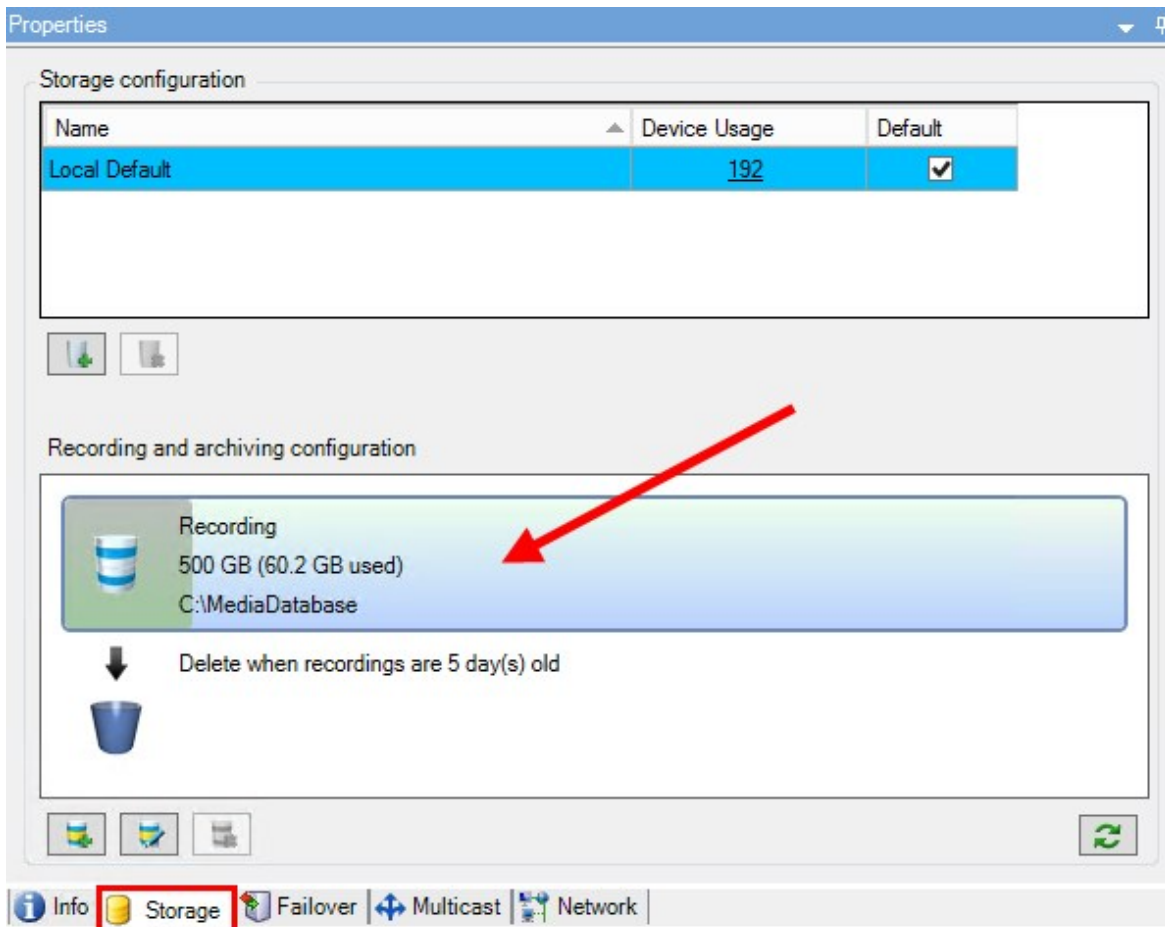 Properties
Storage configuration
Name Device Usage Default
Local Default 192
Recording and archiving configuration
Recording
500 GB (60.2 GB used)
C:\MediaDatabase
Delete when recordings are 5 day(s) old
Info Storage Failover Multicast Network